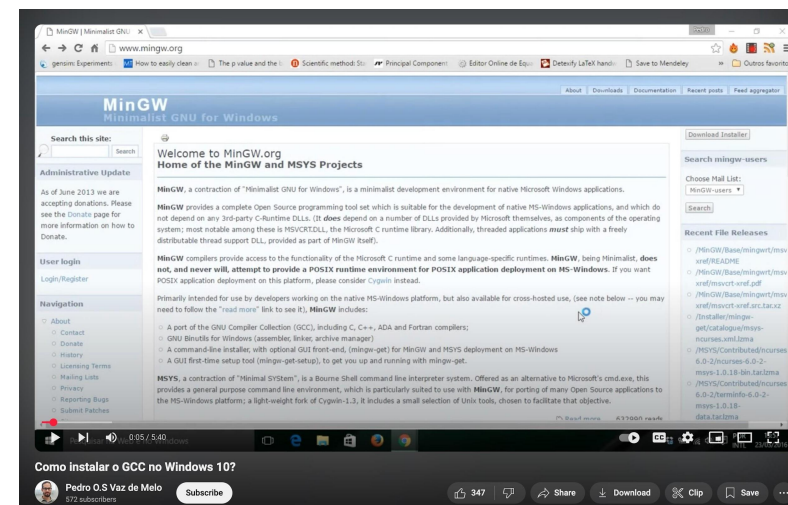 MinGW | Minimalist GNU
www.mingw.org
gensim: Experiments
How to easily clean a
The p value and the b
Scientific method: Sta
Principal Component
Editor Online de Equa
Detexify LaTeX handw
Save to Mendeley
»
Outros favoritos
About
Downloads
Documentation
Recent posts
Feed aggregator
MinGW
Minimalist GNU for Windows
Search this site:
Search
Administrative Update
As of June 2013 we are
accepting donations. Please
see the Donate page for
more information on how to
Donate.
User login
Login/Register
Navigation
About
Contact
Donate
History
Licensing Terms
Mailing Lists
Privacy
Reporting Bugs
Submit Patches
Welcome to MinGW.org
Home of the MinGW and MSYS Projects
MinGW, a contraction of "Minimalist GNU for Windows", is a minimalist development environment for native Microsoft Windows applications.
MinGW provides a complete Open Source programming tool set which is suitable for the development of native MS-Windows applications, and which do
not depend on any 3rd-party C-Runtime DLLs. (It does depend on a number of DLLs provided by Microsoft themselves, as components of the operating
system; most notable among these is MSVCRT.DLL, the Microsoft C runtime library. Additionally, threaded applications must ship with a freely
distributable thread support DLL, provided as part of MinGW itself).
MinGW compilers provide access to the functionality of the Microsoft C runtime and some language-specific runtimes. MinGW, being Minimalist, does
not, and never will, attempt to provide a POSIX runtime environment for POSIX application deployment on MS-Windows. If you want
POSIX application deployment on this platform, please consider Cygwin instead.
Primarily intended for use by developers working on the native MS-Windows platform, but also available for cross-hosted use, (see note below -- you may
need to follow the "read more" link to see it), MinGW includes:
A port of the GNU Compiler Collection (GCC), including C, C++, ADA and Fortran compilers;
GNU Binutils for Windows (assembler, linker, archive manager)
A command-line installer, with optional GUI front-end, (mingw-get) for MinGW and MSYS deployment on MS-Windows
A GUI first-time setup tool (mingw-get-setup), to get you up and running with mingw-get.
MSYS, a contraction of "Minimal SYStem", is a Bourne Shell command line interpreter system. Offered as an alternative to Microsoft's cmd.exe, this
provides a general purpose command line environment, which is particularly suited to use with MinGW, for porting of many Open Source applications to
the MS-Windows platform; a light-weight fork of Cygwin-1.3, it includes a small selection of Unix tools, chosen to facilitate that objective.
Read more
632990 reads
Download Installer
Search mingw-users
Choose Mail List:
MinGW-users
Search
Recent File Releases
/MinGW/Base/mingwrt/msv
xref/README
/MinGW/Base/mingwrt/msv
xref/msvcrt-xref.pdf
/MinGW/Base/mingwrt/msv
xref/msvcrt-xref.src.tar.xz
/Installer/mingw-
get/catalogue/msys-
ncurses.xml.lzma
/MSYS/Contributed/ncurses
6.0-2/ncurses-6.0-2-
msys-1.0.18-bin.tar.lzma
/MSYS/Contributed/ncurses
6.0-2/terminfo-6.0-2-
msys-1.0.18-
data.tar.lzma
0:05 / 5:40
CC
23/02/2016
Como instalar o GCC no Windows 10?
Pedro O.S Vaz de Melo
572 subscribers
Subscribe
347
Share
Download
Clip
Save